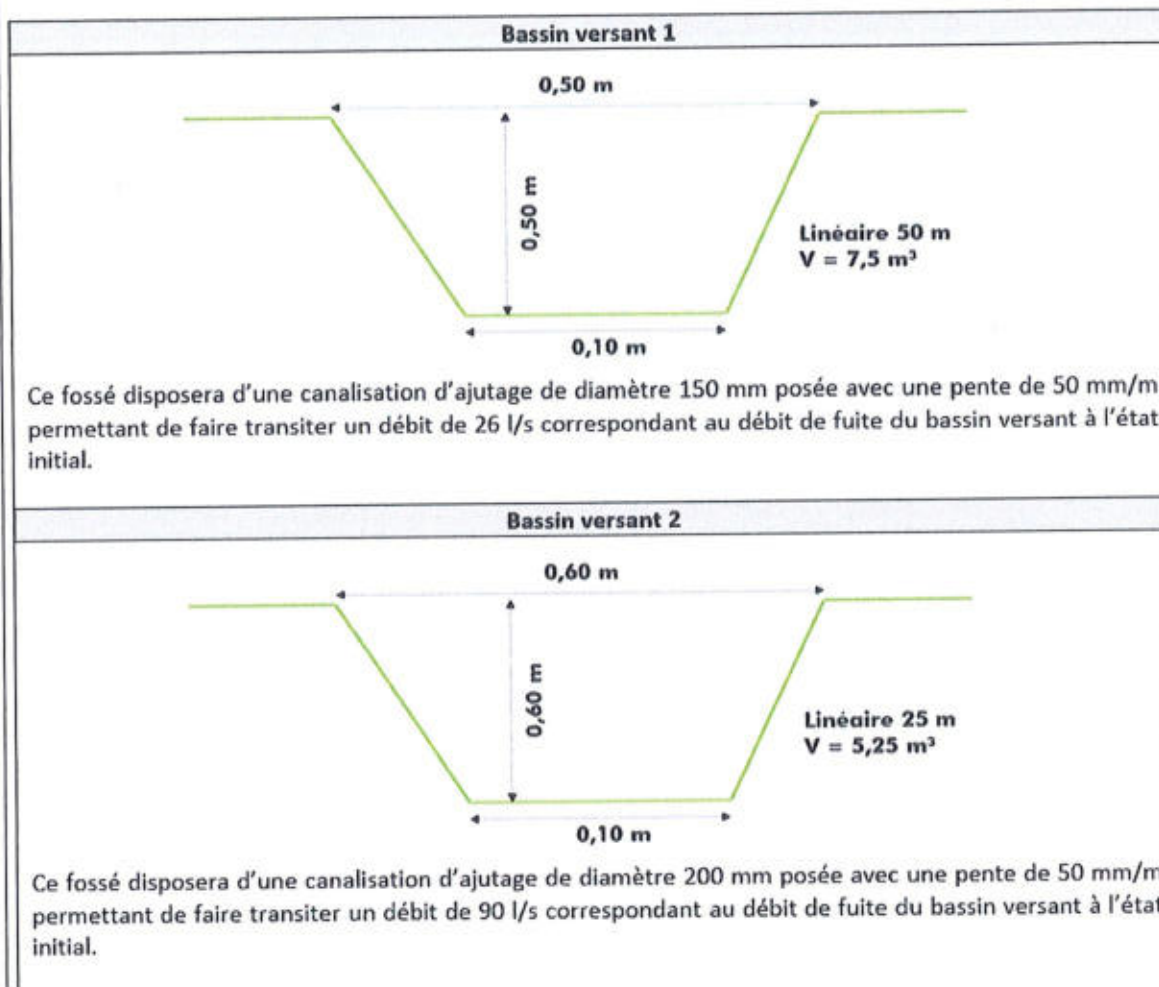 Bassin versant 1
0,50 m
0,50 m
Linéaire 50 m
V = 7,5 m³
0,10 m
Ce fossé disposera d'une canalisation d'ajutage de diamètre 150 mm posée avec une pente de 50 mm/m
permettant de faire transiter un débit de 26 l/s correspondant au débit de fuite du bassin versant à l'état
initial.
Bassin versant 2
0,60 m
0,60 m
Linéaire 25 m
V = 5,25 m³
0,10 m
Ce fossé disposera d'une canalisation d'ajutage de diamètre 200 mm posée avec une pente de 50 mm/m
permettant de faire transiter un débit de 90 l/s correspondant au débit de fuite du bassin versant à l'état
initial.